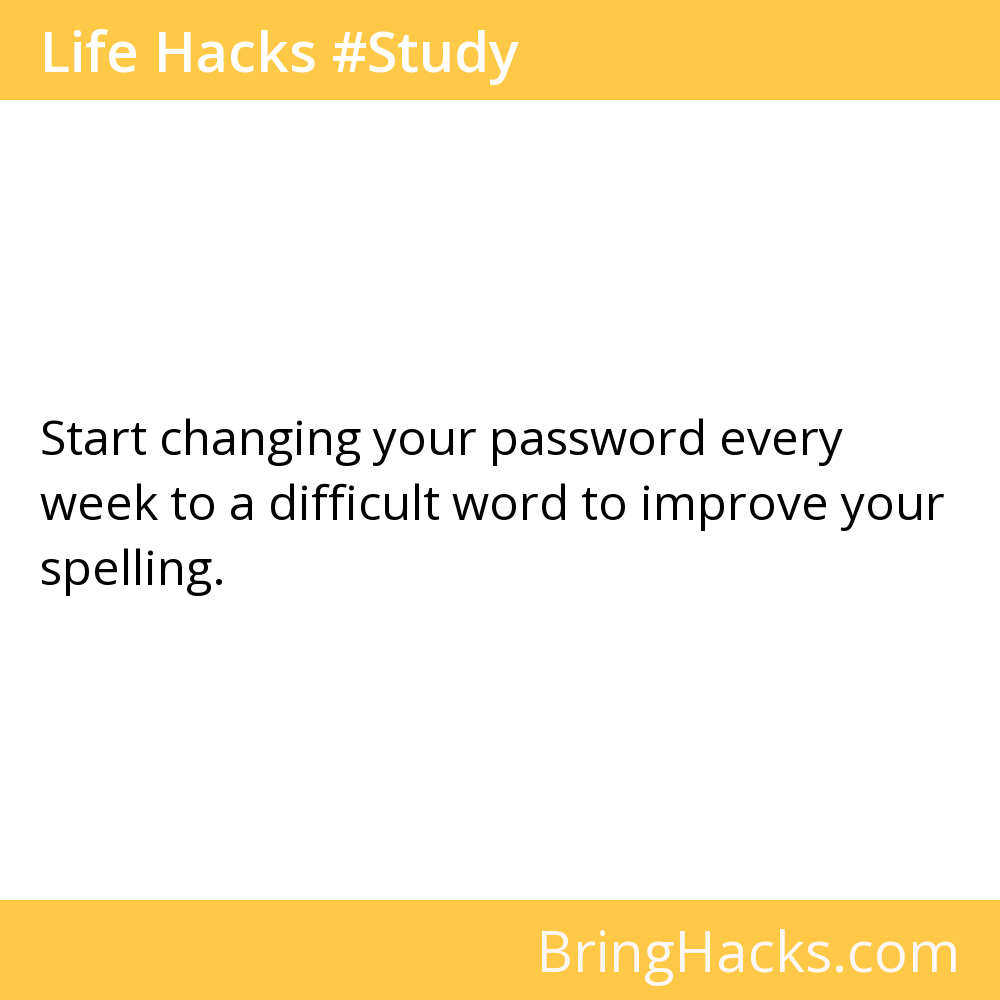 Life Hacks #Study
Start changing your password every
week to a difficult word to improve your
spelling.
BringHacks.com